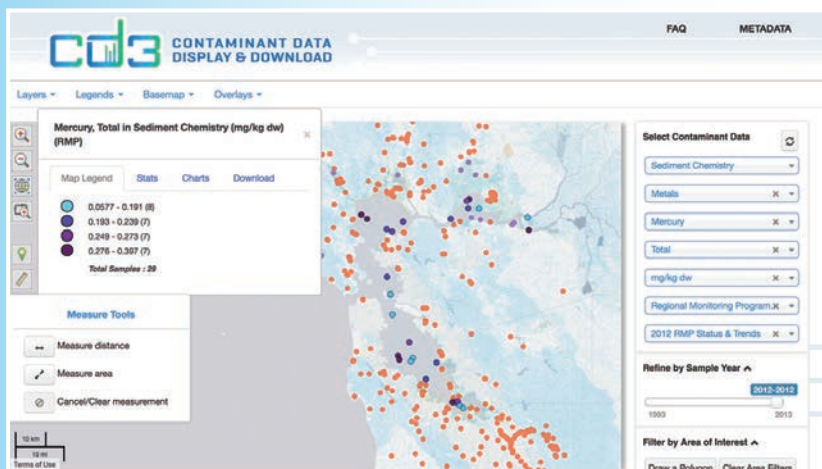 FAQ METADATA
cd3 CONTAMINANT DATA
DISPLAY & DOWNLOAD
Layers Legends Basemap Overlays
Mercury, Total in Sediment Chemistry (mg/kg dw)
(RMP)
Map Legend Stats Charts Download
0.0577 - 0.191 (8)
0.193 - 0.239 (7)
0.249 - 0.273 (7)
0.276 - 0.397 (7)
Total Samples : 29
Measure Tools
Measure distance
Measure area
Cancel/Clear measurement
10 km
10 mi
Terms of Use
Select Contaminant Data
Sediment Chemistry
Metals
Mercury
Total
mg/kg dw
Regional Monitoring Program
2012 RMP Status & Trends
Refine by Sample Year
2012-2012
1993 2013
Filter by Area of Interest
Draw a Polygon Clear Area Filters